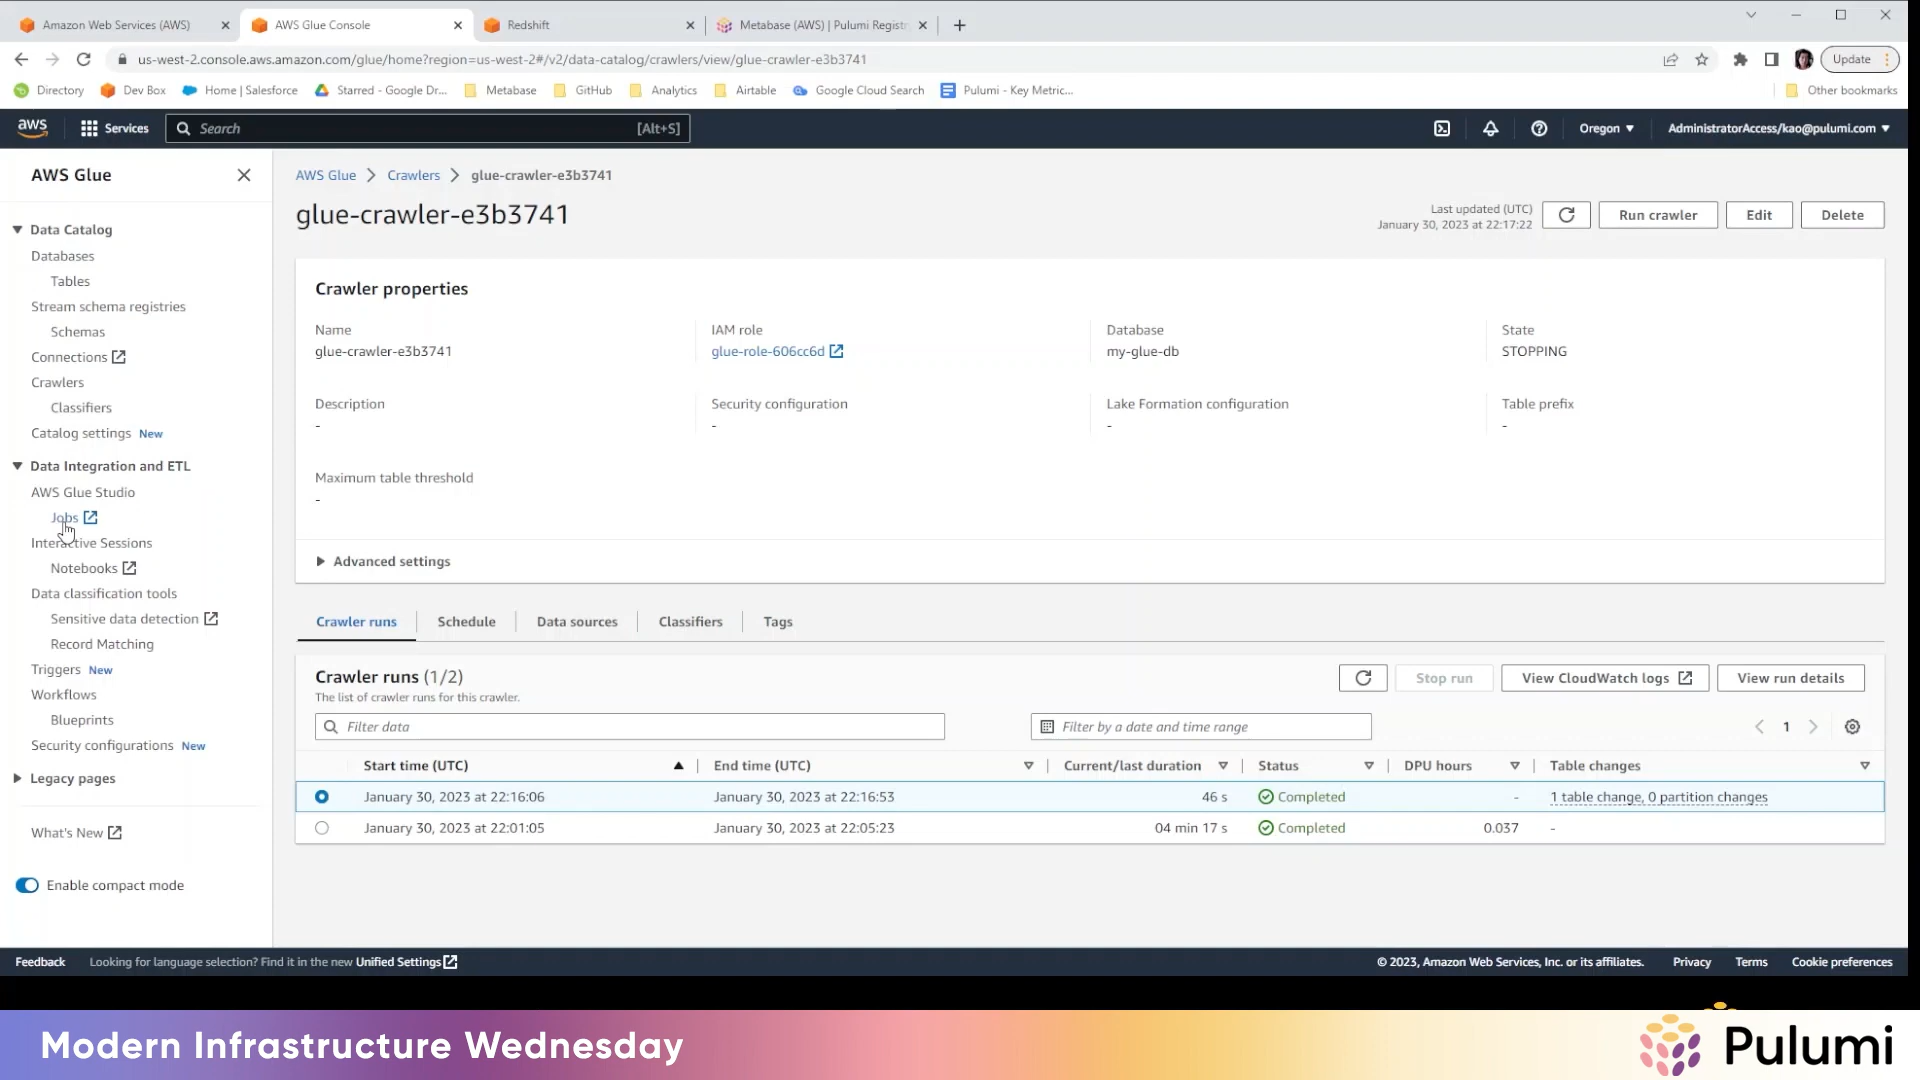 Amazon Web Services (AWS)
AWS Glue Console
Redshift
Metabase (AWS) | Pulumi Registr
us-west-2.console.aws.amazon.com/glue/home?region=us-west-2#/v2/data-catalog/crawlers/view/glue-crawler-e3b3741
Update
Directory
Dev Box
Home | Salesforce
Starred - Google Dr...
Metabase
GitHub
Analytics
Airtable
Google Cloud Search
Pulumi - Key Metric...
Other bookmarks
aws
Services
Search
[Alt+S]
Oregon
AdministratorAccess/kao@pulumi.com
AWS Glue
Data Catalog
Databases
Tables
Stream schema registries
Schemas
Connections
Crawlers
Classifiers
Catalog settings New
Data Integration and ETL
AWS Glue Studio
Jobs
Interactive Sessions
Notebooks
Data classification tools
Sensitive data detection
Record Matching
Triggers New
Workflows
Blueprints
Security configurations New
Legacy pages
What's New
Enable compact mode
AWS Glue > Crawlers > glue-crawler-e3b3741
glue-crawler-e3b3741
Last updated (UTC)
January 30, 2023 at 22:17:22
Run crawler
Edit
Delete
Crawler properties
Name
glue-crawler-e3b3741
IAM role
glue-role-606cc6d
Database
my-glue-db
State
STOPPING
Description
-
Security configuration
-
Lake Formation configuration
-
Table prefix
-
Maximum table threshold
-
Advanced settings
Crawler runs
Schedule
Data sources
Classifiers
Tags
Crawler runs (1/2)
The list of crawler runs for this crawler.
Stop run
View CloudWatch logs
View run details
Filter data
Filter by a date and time range
1
Start time (UTC) End time (UTC) Current/last duration Status DPU hours Table changes
January 30, 2023 at 22:16:06 January 30, 2023 at 22:16:53 46 s Completed - 1 table change, 0 partition changes
January 30, 2023 at 22:01:05 January 30, 2023 at 22:05:23 04 min 17 s Completed 0.037 -
Feedback
Looking for language selection? Find it in the new Unified Settings
© 2023, Amazon Web Services, Inc. or its affiliates.
Privacy
Terms
Cookie preferences
Modern Infrastructure Wednesday
Pulumi